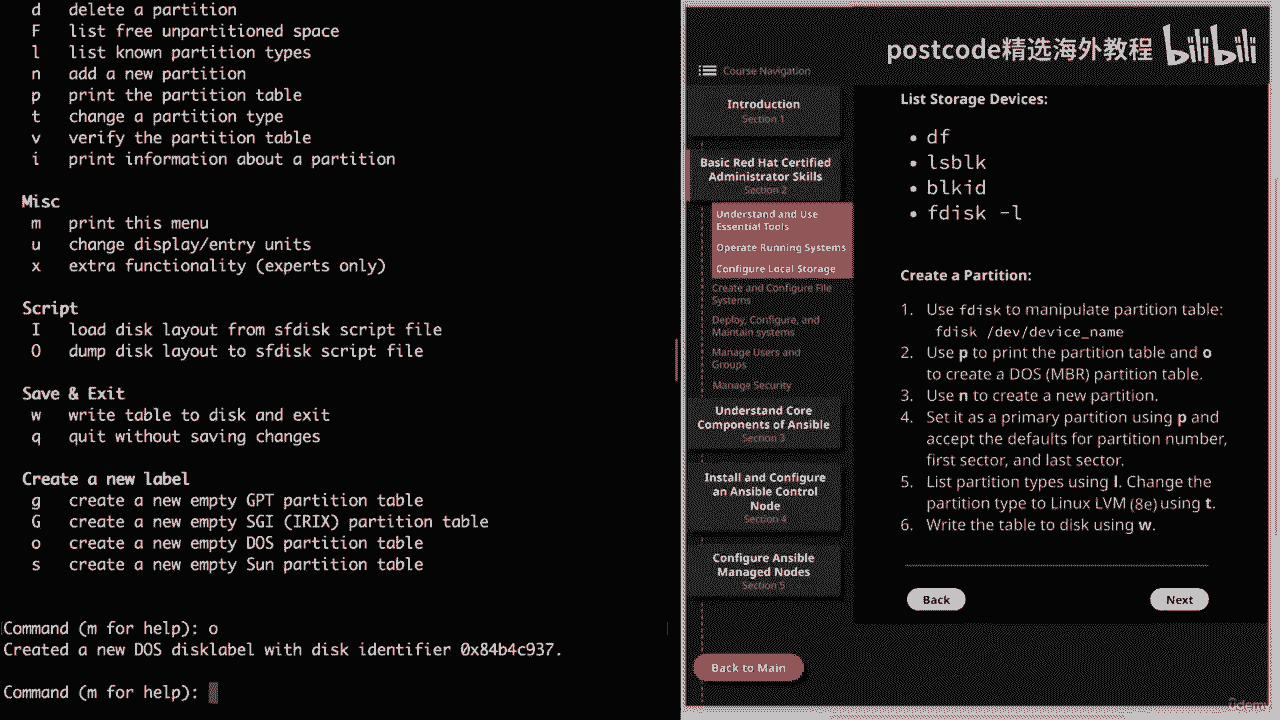 d   delete a partition
F   list free unpartitioned space
l   list known partition types
n   add a new partition
p   print the partition table
t   change a partition type
v   verify the partition table
i   print information about a partition
Misc
m   print this menu
u   change display/entry units
x   extra functionality (experts only)
Script
I   load disk layout from sfdisk script file
O   dump disk layout to sfdisk script file
Save & Exit
w   write table to disk and exit
q   quit without saving changes
Create a new label
g   create a new empty GPT partition table
G   create a new empty SGI (IRIX) partition table
o   create a new empty DOS partition table
s   create a new empty Sun partition table
Command (m for help): o
Created a new DOS disklabel with disk identifier 0x84b4c937.
Command (m for help):
postcode精选海外教程 bilibili
Course Navigation
Introduction
Section 1
Basic Red Hat Certified
Administrator Skills
Section 2
Understand and Use
Essential Tools
Operate Running Systems
Configure Local Storage
Create and Configure File
Systems
Deploy, Configure, and
Maintain systems
Manage Users and
Groups
Manage Security
Understand Core
Components of Ansible
Section 3
Install and Configure
an Ansible Control
Node
Section 4
Configure Ansible
Managed Nodes
Section 5
Back to Main
List Storage Devices:
• df
• lsblk
• blkid
• fdisk -l
Create a Partition:
1. Use fdisk to manipulate partition table:
fdisk /dev/device_name
2. Use p to print the partition table and o
to create a DOS (MBR) partition table.
3. Use n to create a new partition.
4. Set it as a primary partition using p and
accept the defaults for partition number,
first sector, and last sector.
5. List partition types using l. Change the
partition type to Linux LVM (8e) using t.
6. Write the table to disk using w.
Back
Next
ûdemy